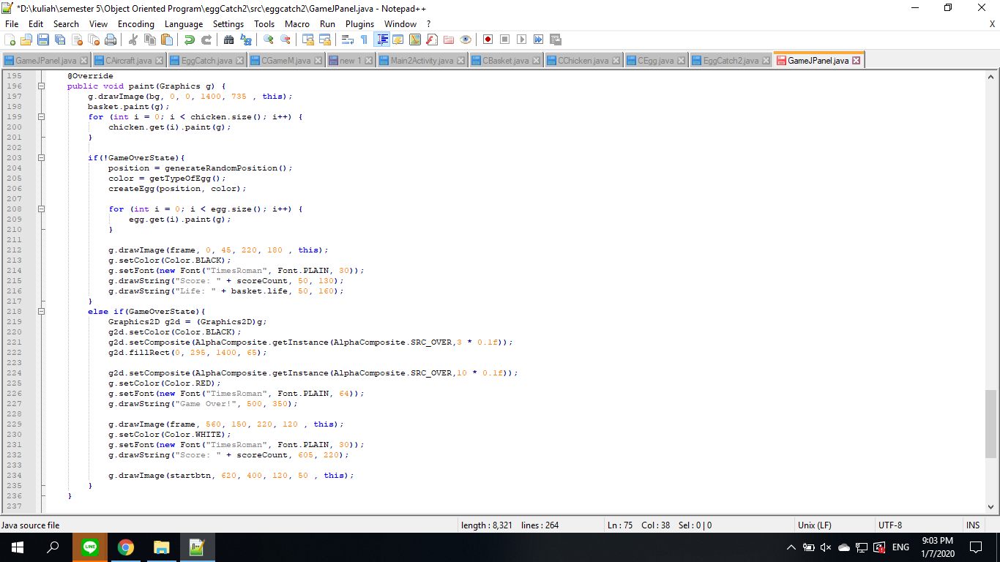 *D:\kuliah\semester 5\Object Oriented Program\eggCatch2\src\eggcatch2\GameJPanel.java - Notepad++
File Edit Search View Encoding Language Settings Tools Macro Run Plugins Window ? X
GameJPanel.java CAircraft.java EggCatch.java CGameM.java new 1 Main2Activity.java CBasket.java CChicken.java CEgg.java EggCatch2.java GameJPanel.java
195 @Override
196 public void paint(Graphics g) {
197 g.drawImage(bg, 0, 0, 1400, 735 , this);
198 basket.paint(g);
199 for (int i = 0; i < chicken.size(); i++) {
200 chicken.get(i).paint(g);
201 }
202
203 if(!GameOverState){
204 position = generateRandomPosition();
205 color = getTypeOfEgg();
206 createEgg(position, color);
207
208 for (int i = 0; i < egg.size(); i++) {
209 egg.get(i).paint(g);
210 }
211
212 g.drawImage(frame, 0, 45, 220, 180 , this);
213 g.setColor(Color.BLACK);
214 g.setFont(new Font("TimesRoman", Font.PLAIN, 30));
215 g.drawString("Score: " + scoreCount, 50, 130);
216 g.drawString("Life: " + basket.life, 50, 160);
217 }
218 else if(GameOverState){
219 Graphics2D g2d = (Graphics2D)g;
220 g2d.setColor(Color.BLACK);
221 g2d.setComposite(AlphaComposite.getInstance(AlphaComposite.SRC_OVER,3 * 0.1f));
222 g2d.fillRect(0, 295, 1400, 65);
223
224 g2d.setComposite(AlphaComposite.getInstance(AlphaComposite.SRC_OVER,10 * 0.1f));
225 g.setColor(Color.RED);
226 g.setFont(new Font("TimesRoman", Font.PLAIN, 64));
227 g.drawString("Game Over!", 500, 350);
228
229 g.drawImage(frame, 560, 150, 220, 120 , this);
230 g.setColor(Color.WHITE);
231 g.setFont(new Font("TimesRoman", Font.PLAIN, 30));
232 g.drawString("Score: " + scoreCount, 605, 220);
233
234 g.drawImage(startbtn, 620, 400, 120, 50 , this);
235 }
236 }
237
Java source file length : 8,321 lines : 264 Ln : 75 Col : 38 Sel : 0 | 0 Unix (LF) UTF-8 INS
LINE ENG 9:03 PM
1/7/2020